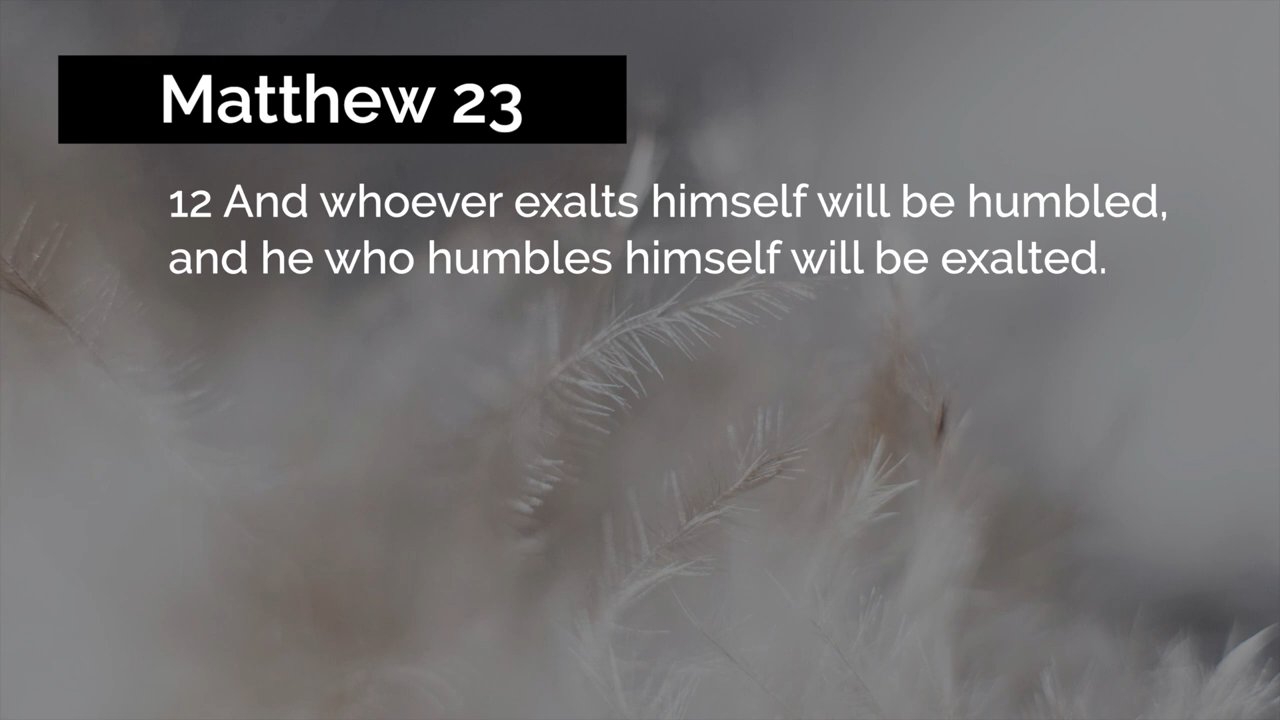 Matthew 23
12 And whoever exalts himself will be humbled,
and he who humbles himself will be exalted.